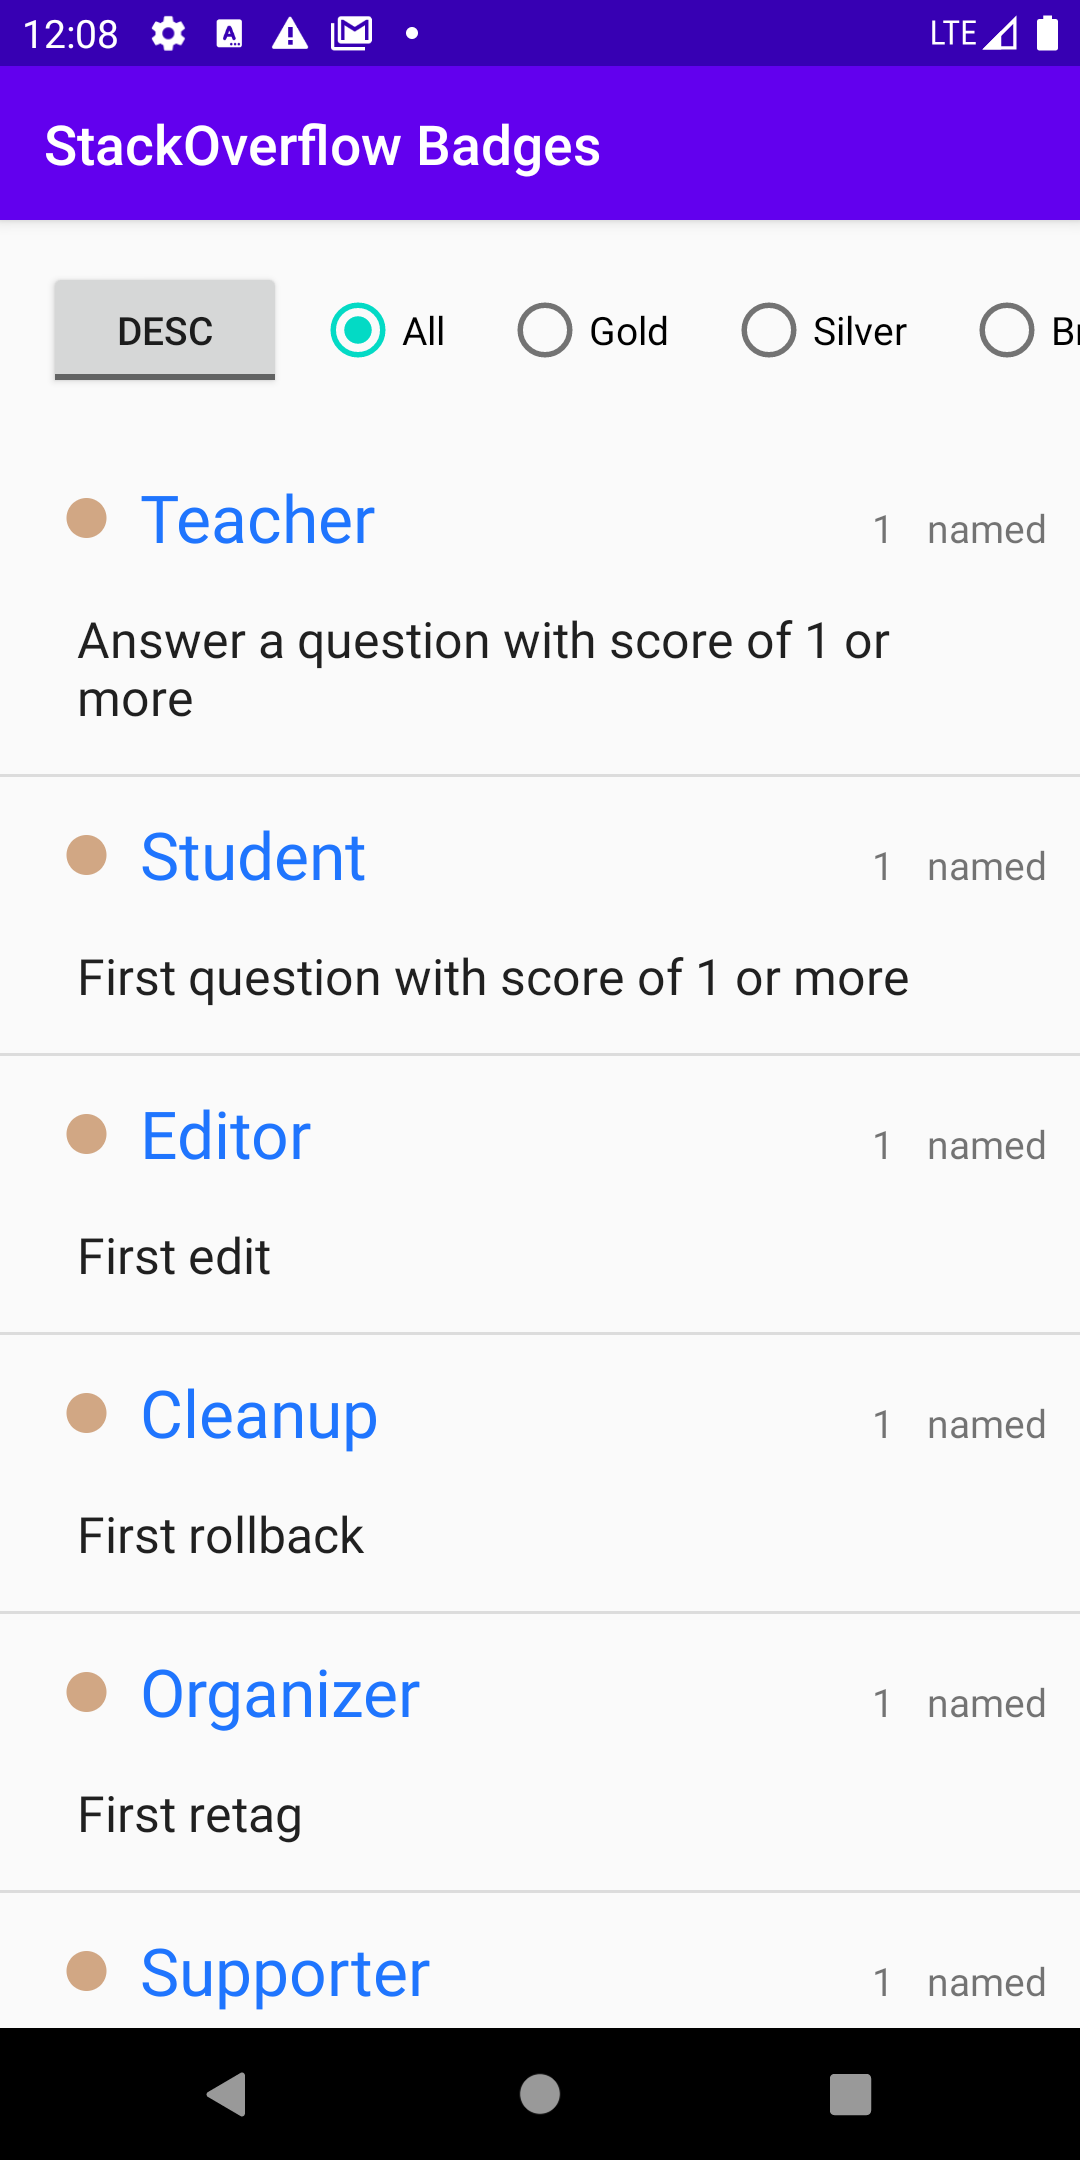 12:08 LTE
StackOverflow Badges
DESC All Gold Silver
Teacher 1 named
Answer a question with score of 1 or
more
Student 1 named
First question with score of 1 or more
Editor 1 named
First edit
Cleanup 1 named
First rollback
Organizer 1 named
First retag
Supporter 1 named